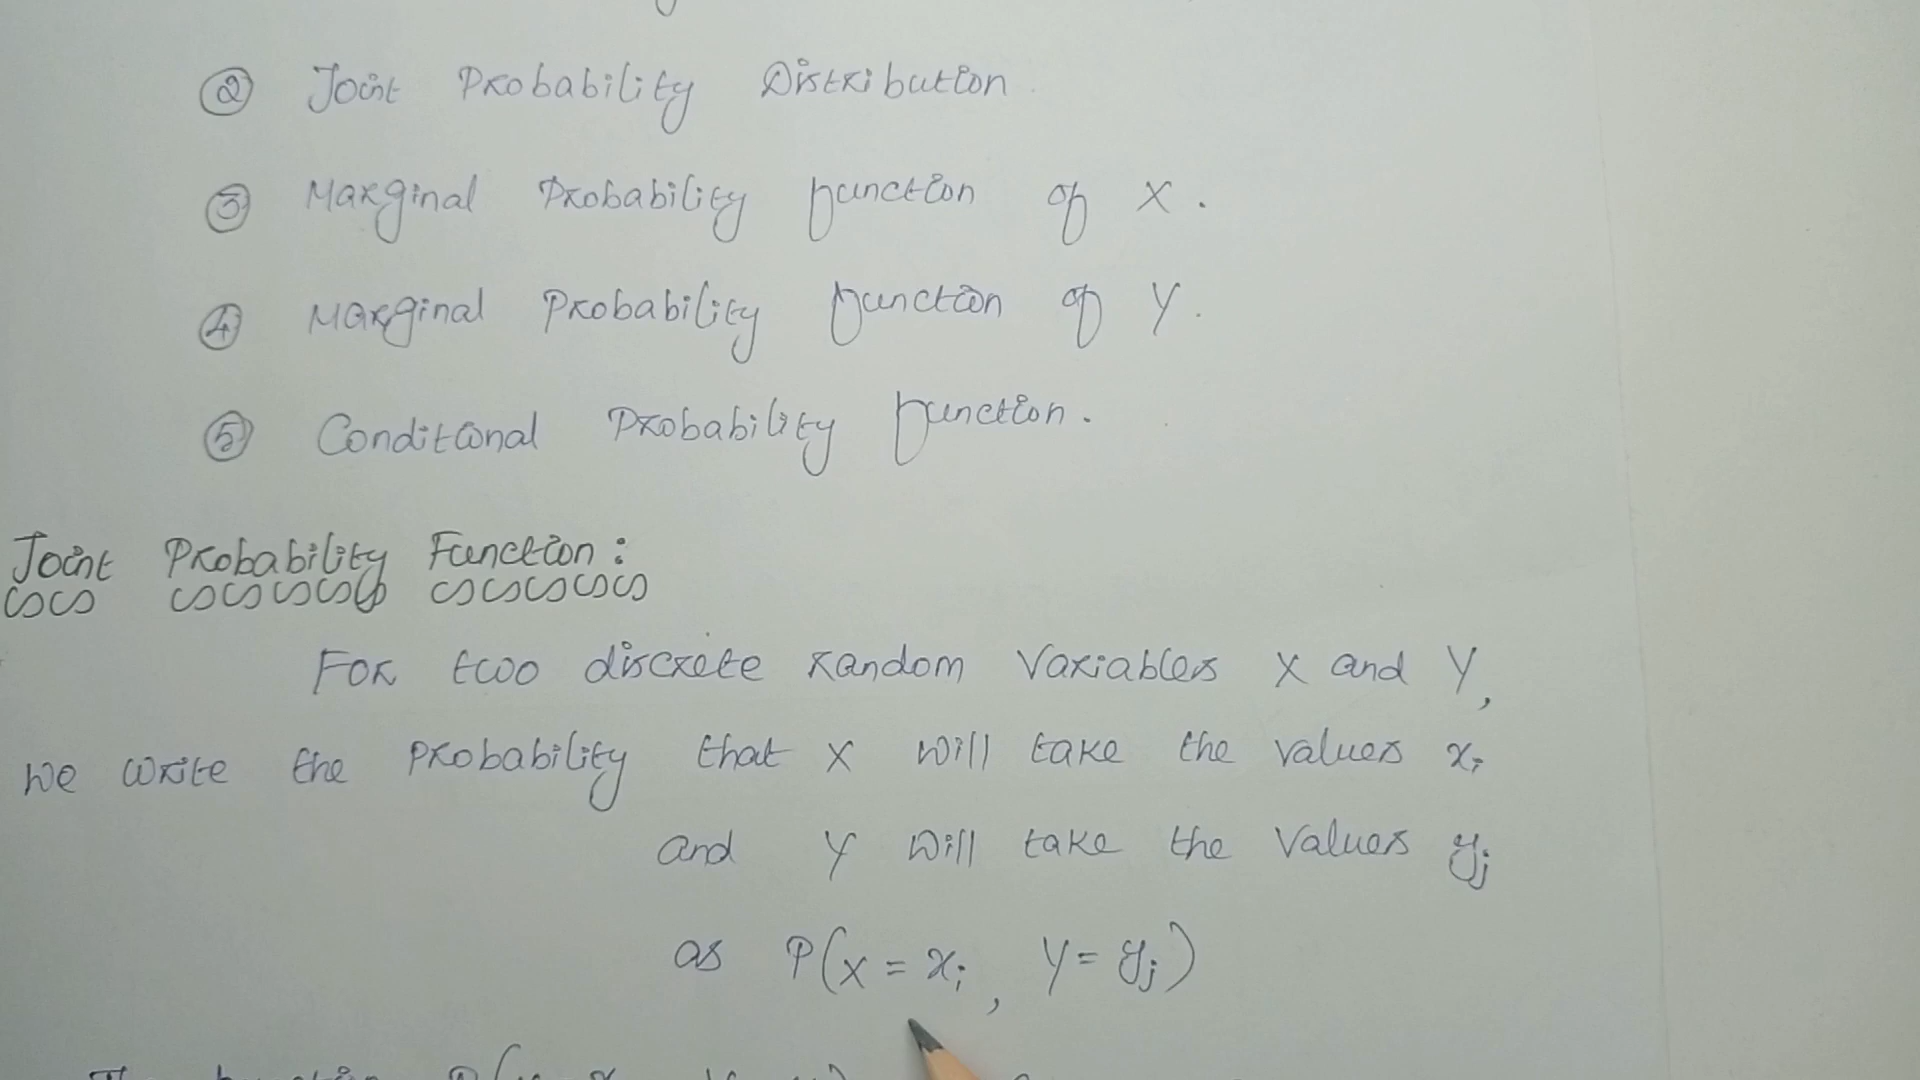 ② Joint Probability Distribution
③ Marginal Probability function of X.
④ Marginal Probability function of Y.
⑤ Conditional Probability function.
Joint Probability Function:
For two discrete random variables X and Y,
we write the probability that X will take the values xᵢ
and Y will take the values yⱼ
as P(X = xᵢ, Y = yⱼ)